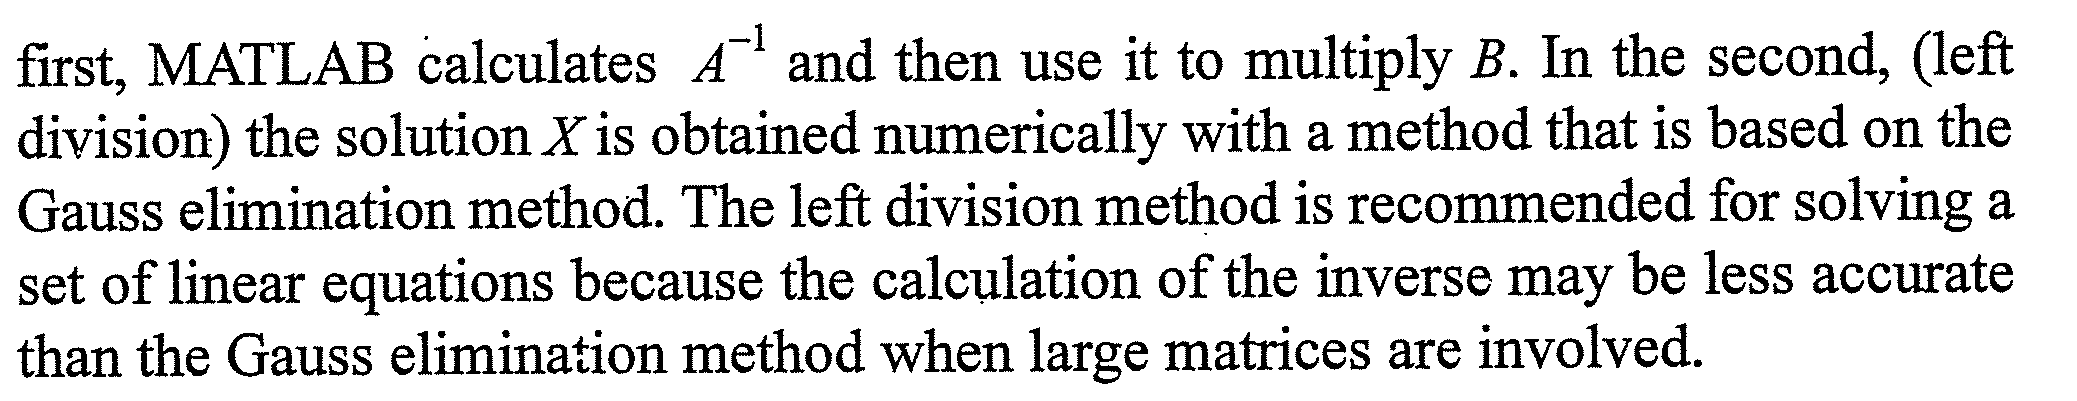 first, MATLAB calculates A⁻¹ and then use it to multiply B. In the second, (left
division) the solution X is obtained numerically with a method that is based on the
Gauss elimination method. The left division method is recommended for solving a
set of linear equations because the calculation of the inverse may be less accurate
than the Gauss elimination method when large matrices are involved.